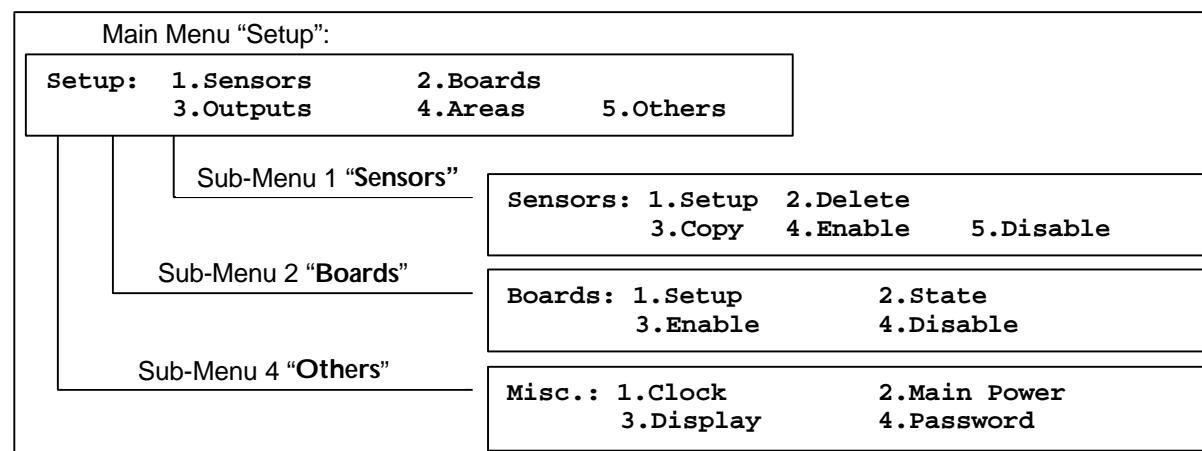 Main Menu “Setup”:
Setup: 1.Sensors 2.Boards
3.Outputs 4.Areas 5.Others
Sub-Menu 1 “Sensors”
Sensors: 1.Setup 2.Delete
3.Copy 4.Enable 5.Disable
Sub-Menu 2 “Boards”
Boards: 1.Setup 2.State
3.Enable 4.Disable
Sub-Menu 4 “Others”
Misc.: 1.Clock 2.Main Power
3.Display 4.Password